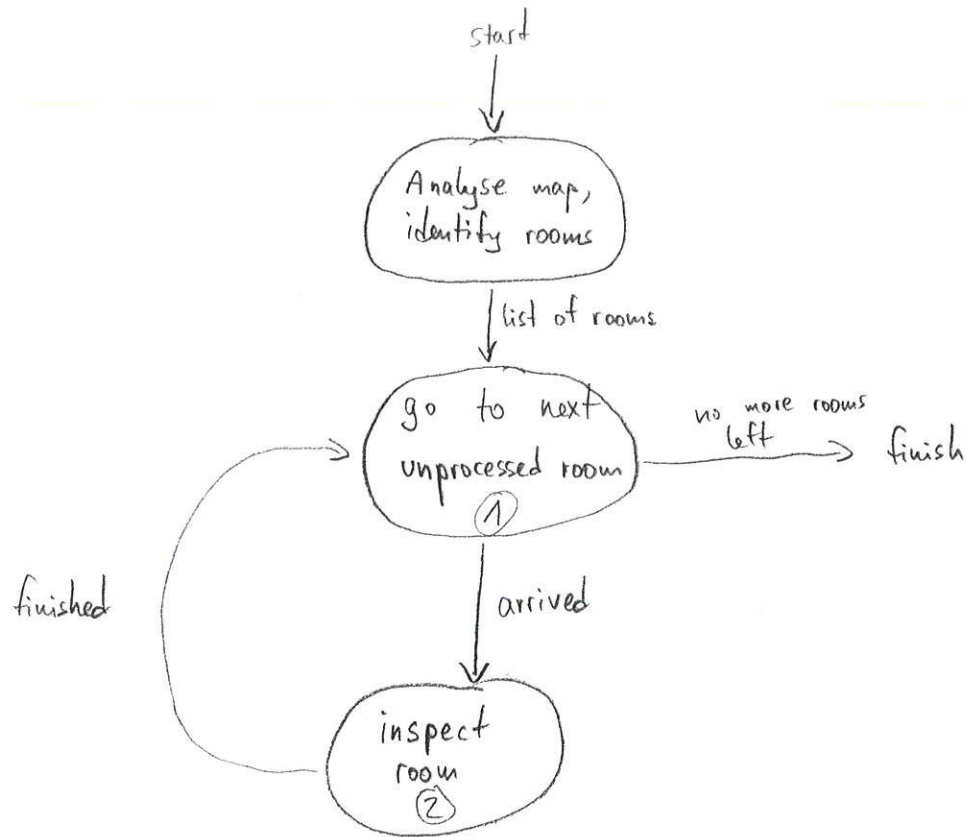 start
Analyse map,
identify rooms
list of rooms
go to next
unprocessed room
1
no more rooms
left
finish
arrived
finished
inspect
room
2